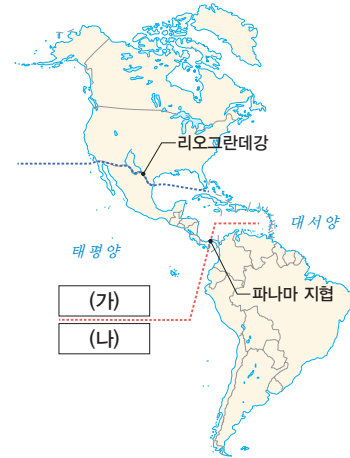 리오그란데강
대서양
태평양
파나마 지협
(가)
(나)